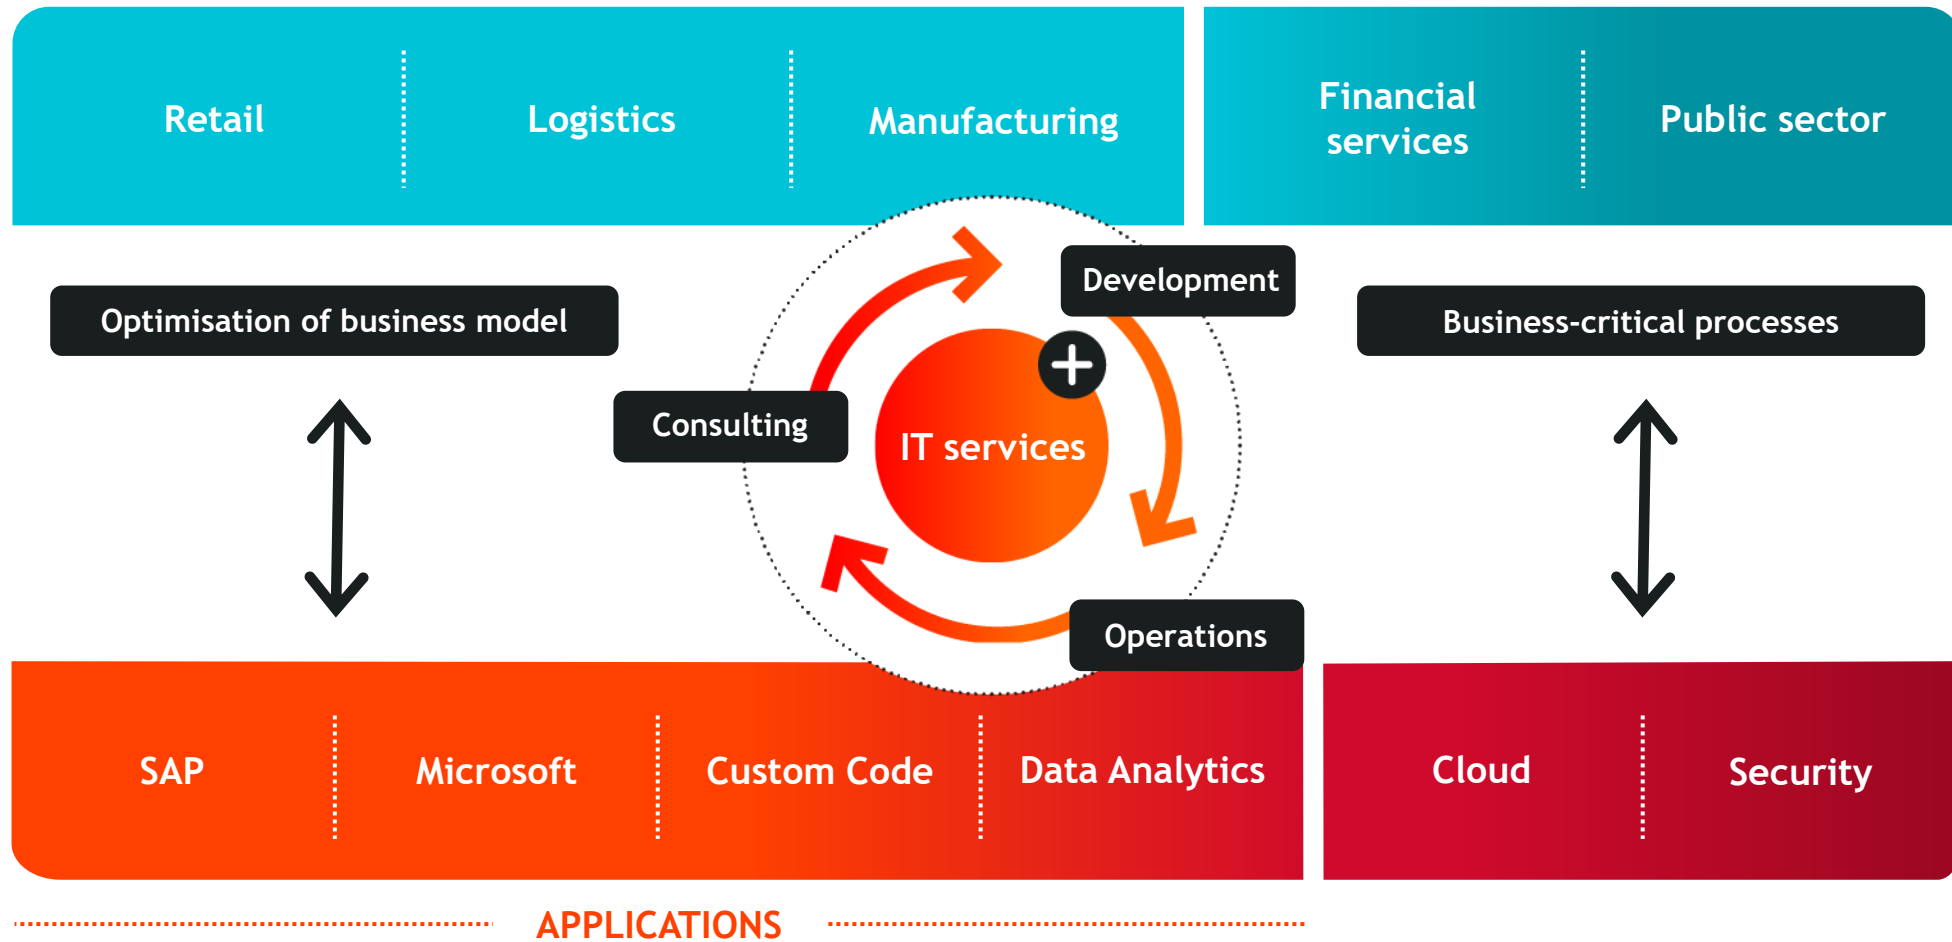 Retail
Logistics
Manufacturing
Financial
services
Public sector
Optimisation of business model
Development
Business-critical processes
Consulting
IT services
Operations
SAP
Microsoft
Custom Code
Data Analytics
Cloud
Security
APPLICATIONS